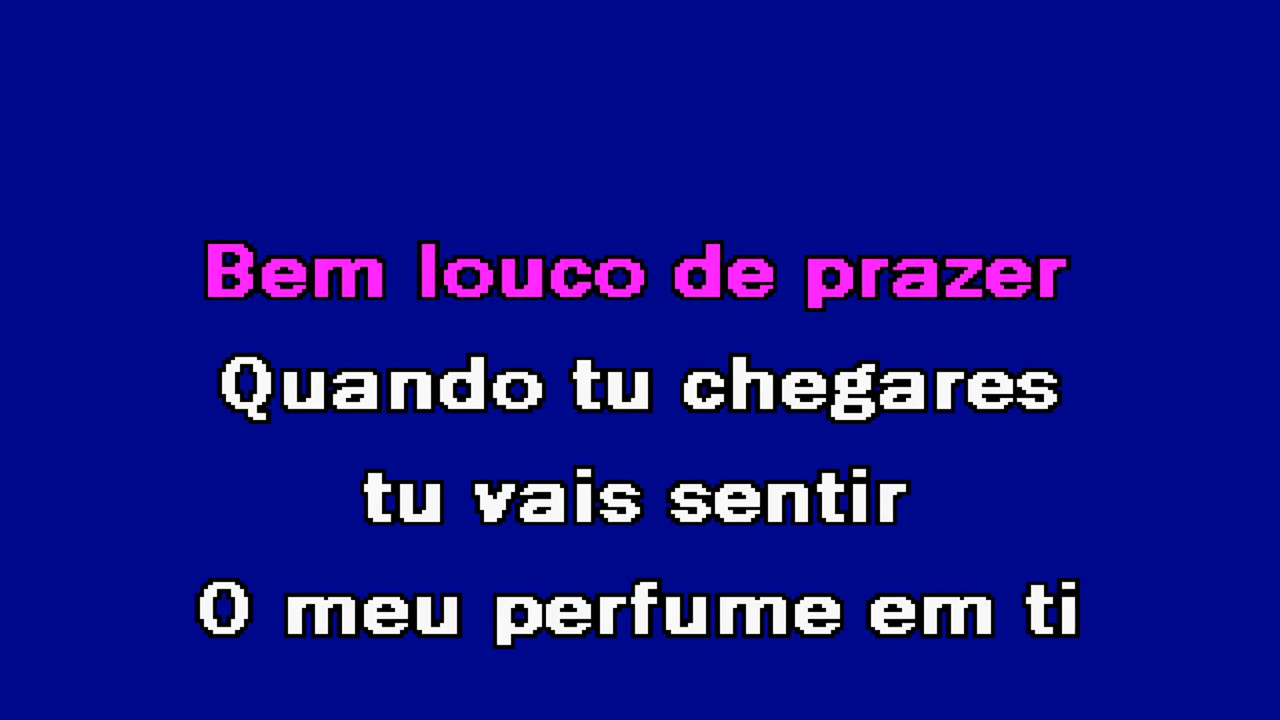 Bem louco de prazer
Quando tu chegares
tu vais sentir
O meu perfume em ti